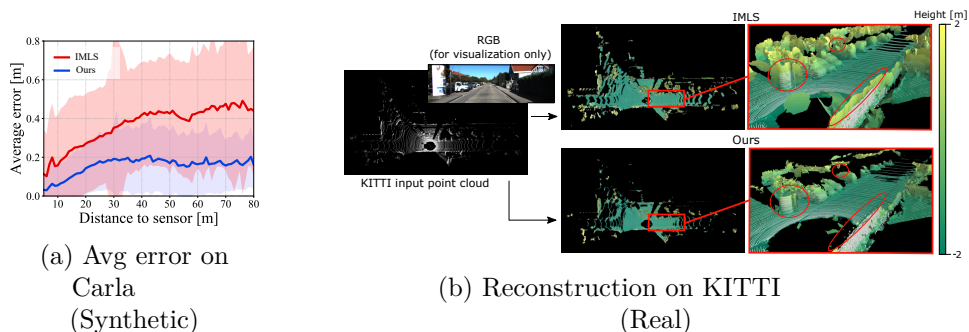 0.8
0.6
0.4
0.2
0.0
Average error [m]
IMLS
Ours
10
20
30
40
50
60
70
80
Distance to sensor [m]
(a) Avg error on
Carla
(Synthetic)
RGB
(for visualization only)
KITTI input point cloud
IMLS
Ours
Height [m]
2
-2
(b) Reconstruction on KITTI
(Real)